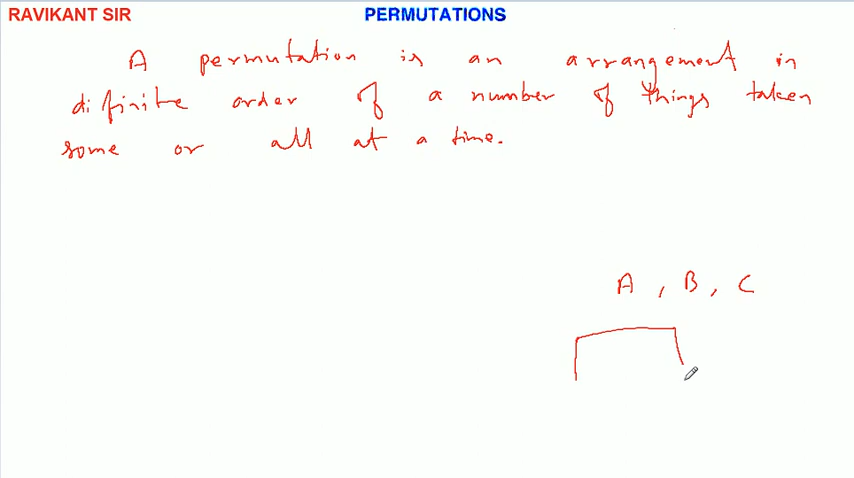 RAVIKANT SIR PERMUTATIONS
A permutation is an arrangement in
difinite order of a number of things taken
some or all at a time.
A, B, C